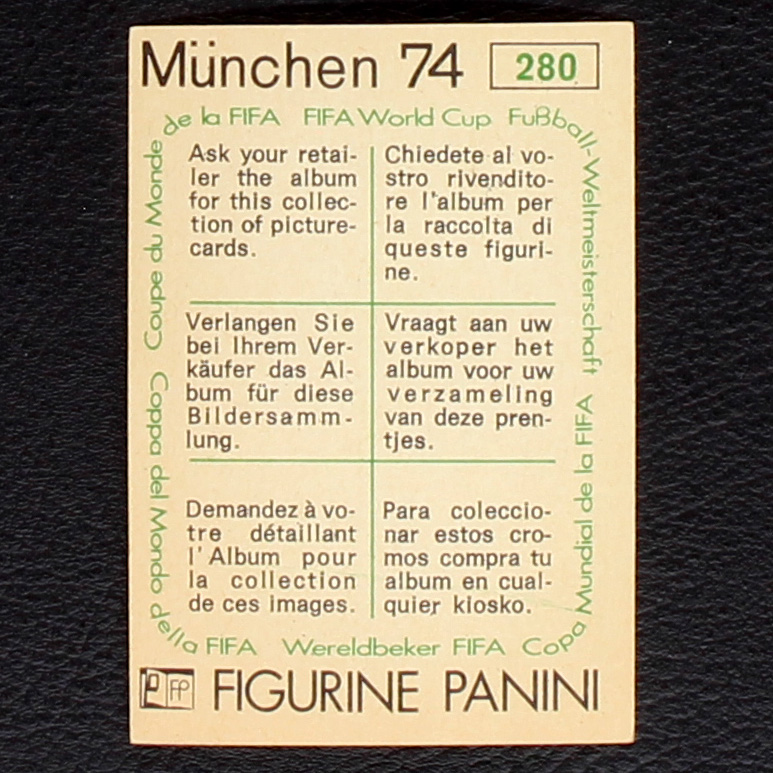 München 74 280
de la FIFA FIFA World Cup Fußball-Weltmeisterschaft
Ask your retai-
ler the album
for this collec-
tion of picture-
cards.
Chiedete al vo-
stro rivendito-
re l'album per
la raccolta di
queste figuri-
ne.
Verlangen Sie
bei Ihrem Ver-
käufer das Al-
bum für diese
Bildersamm-
lung.
Vraagt aan uw
verkoper het
album voor uw
verzameling
van deze pren-
tjes.
Demandez à vo-
tre détaillant
l'Album pour
la collection
de ces images.
Para coleccio-
nar estos cro-
mos compra tu
album en cual-
quier kiosko.
Copa Mundial de la FIFA
Wereldbeker FIFA
Coppa del Mondo della FIFA
Coupe du Monde
FP FIGURINE PANINI